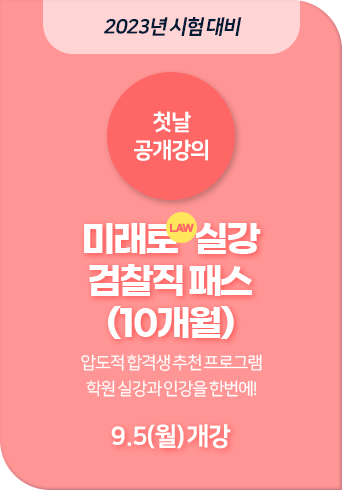 2023년 시험 대비
첫날
공개강의
미래로 LAW 실강
검찰직 패스
(10개월)
압도적 합격생 추천 프로그램
학원 실강과 인강을 한번에!
9.5(월) 개강